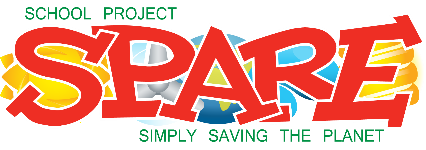 SCHOOL PROJECT
SPARE
SIMPLY SAVING THE PLANET